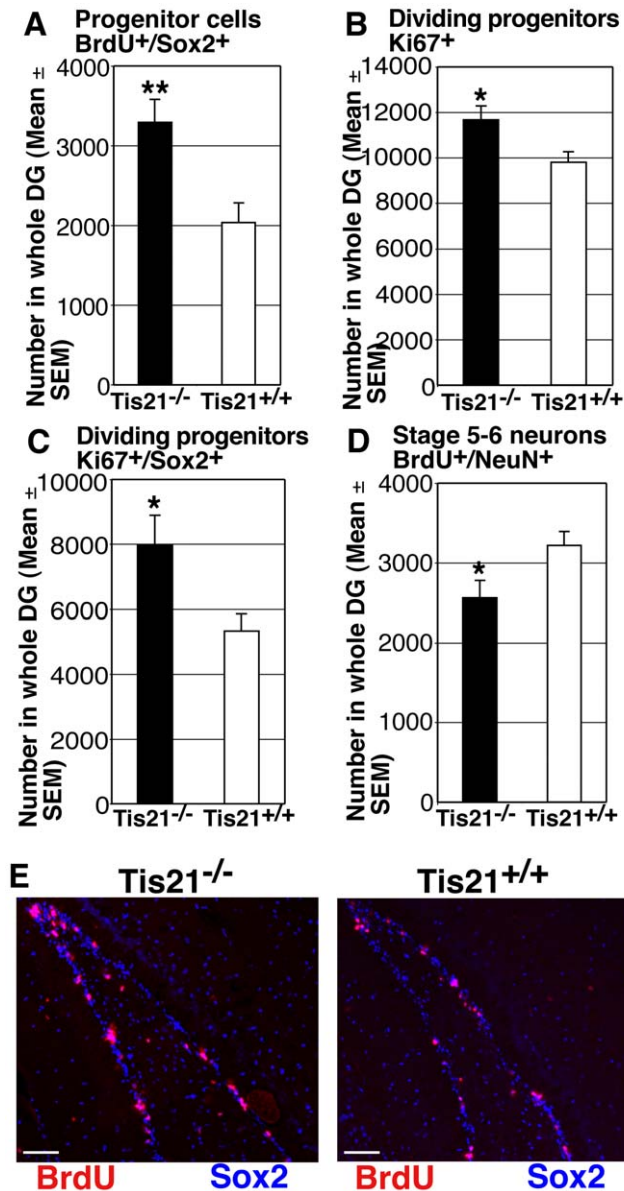 A Progenitor cells
BrdU+/Sox2+
Number in whole DG (Mean ±
SEM)
4000
3000
2000
1000
0
**
Tis21-/- Tis21+/+
B Dividing progenitors
Ki67+
Number in whole DG (Mean ±
SEM)
14000
12000
10000
8000
6000
4000
2000
0
*
Tis21-/- Tis21+/+
C Dividing progenitors
Ki67+/Sox2+
Number in whole DG (Mean ±
SEM)
10000
8000
6000
4000
2000
0
*
Tis21-/- Tis21+/+
D Stage 5-6 neurons
BrdU+/NeuN+
Number in whole DG (Mean ±
SEM)
4000
3000
2000
1000
0
*
Tis21-/- Tis21+/+
E Tis21-/- Tis21+/+
BrdU Sox2 BrdU Sox2